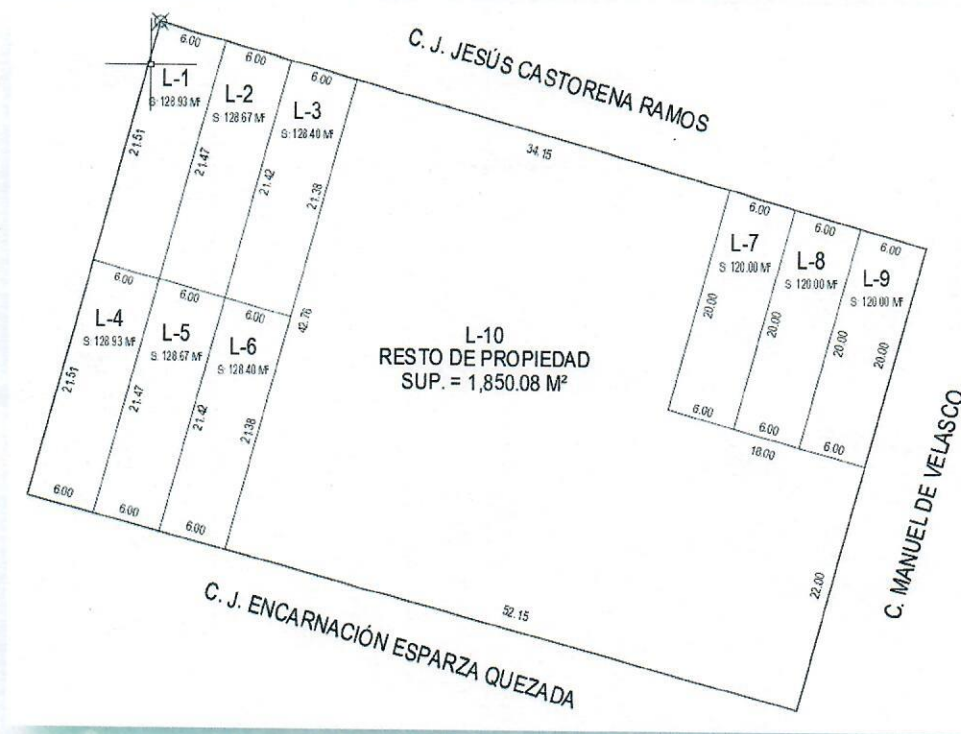 C. J. JESÚS CASTORENA RAMOS
6.00
6.00
6.00
34.15
L-1
S: 128.93 M²
L-2
S: 128.67 M²
L-3
S: 128.40 M²
21.51
21.47
21.42
21.38
6.00
6.00
6.00
L-7
S: 120.00 M²
L-8
S: 120.00 M²
L-9
S: 120.00 M²
20.00
20.00
20.00
20.00
6.00
6.00
6.00
18.00
6.00
6.00
6.00
42.76
L-4
S: 128.93 M²
L-5
S: 128.67 M²
L-6
S: 128.40 M²
21.51
21.47
21.42
21.38
L-10
RESTO DE PROPIEDAD
SUP. = 1,850.08 M²
6.00
6.00
6.00
52.15
22.00
C. MANUEL DE VELASCO
C. J. ENCARNACIÓN ESPARZA QUEZADA